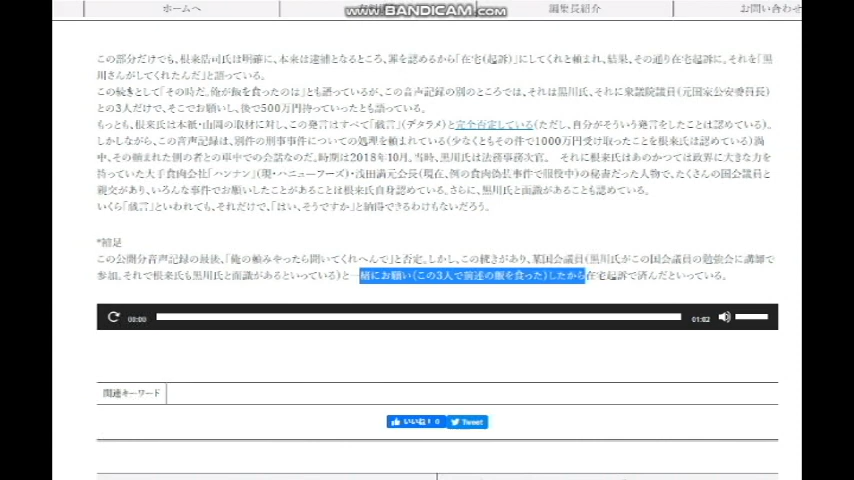 ホームへ
編集長紹介
お問い合わせ
www.BANDICAM.com
この部分だけでも、根来浩司氏は明確に、本来は逮捕となるところ、罪を認めるから「在宅(起訴)」にしてくれと頼まれ、結果、その通り在宅起訴に。それを「黒
川さんがしてくれたんだ」と語っている。
この続きとして「その時だ。俺が飯を食ったのは」とも語っているが、この音声記録の別のところでは、それは黒川氏、それに衆議院議員(元国家公安委員長)
との3人だけで、そこでお願いし、後で500万円持っていったとも語っている。
もっとも、根来氏は本紙・山岡の取材に対し、この発言はすべて「戯言」(デタラメ)と完全否定している(ただし、自分がそういう発言をしたことは認めている)。
しかしながら、この音声記録は、別件の刑事事件についての処理を頼まれている(少なくともその件で1000万円受け取ったことを根来氏は認めている)渦
中、その頼まれた側の者との車中での会話なのだ。時期は2018年10月。当時、黒川氏は法務事務次官。 それに根来氏はあのかつては政界に大きな力を
持っていた大手食肉会社「ハンナン」(現・ハニューフーズ)・浅田満元会長(現在、例の食肉偽装事件で服役中)の秘書だった人物で、たくさんの国会議員と
親交があり、いろんな事件でお願いしたことがあることは根来氏自身認めている。さらに、黒川氏と面識があることも認めている。
いくら「戯言」といわれても、それだけで、「はい、そうですか」と納得できるわけもないだろう。
*補足
この公開分音声記録の最後、「俺の頼みやったら聞いてくれへんで」と否定。しかし、この続きがあり、某国会議員(黒川氏がこの国会議員の勉強会に講師で
参加。それで根来氏も黒川氏と面識があるといっている)と一緒にお願い(この3人で前述の飯を食った)したから在宅起訴で済んだといっている。
00:00
01:02
関連キーワード
いいね! 0
Tweet